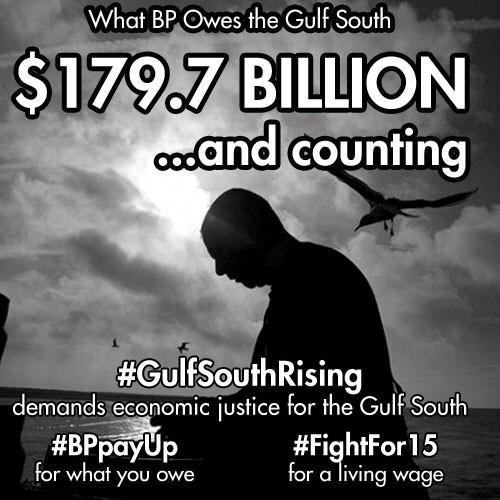 What BP Owes the Gulf South
$179.7 BILLION
...and counting
#GulfSouthRising
demands economic justice for the Gulf South
#BPpayUp
for what you owe
#FightFor15
for a living wage